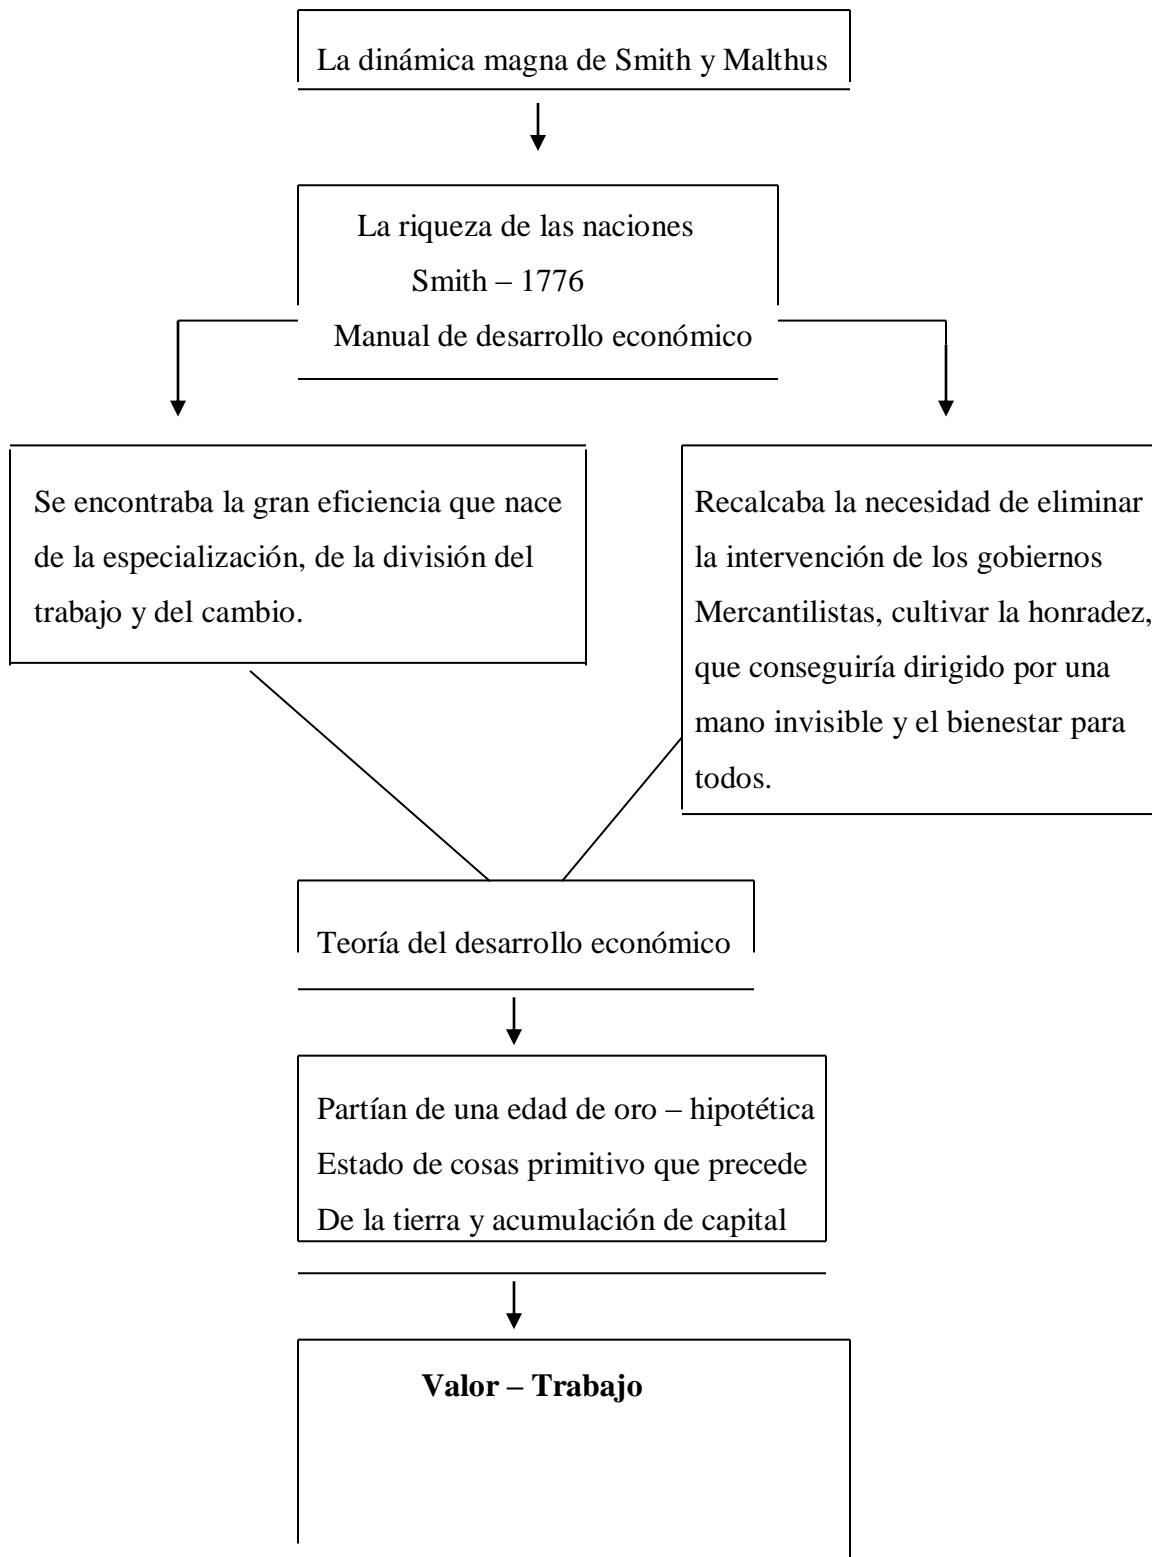 La dinámica magna de Smith y Malthus
La riqueza de las naciones
Smith – 1776
Manual de desarrollo económico
Se encontraba la gran eficiencia que nace
de la especialización, de la división del
trabajo y del cambio.
Recalcaba la necesidad de eliminar
la intervención de los gobiernos
Mercantilistas, cultivar la honradez,
que conseguiría dirigido por una
mano invisible y el bienestar para
todos.
Teoría del desarrollo económico
Partían de una edad de oro – hipotética
Estado de cosas primitivo que precede
De la tierra y acumulación de capital
Valor – Trabajo